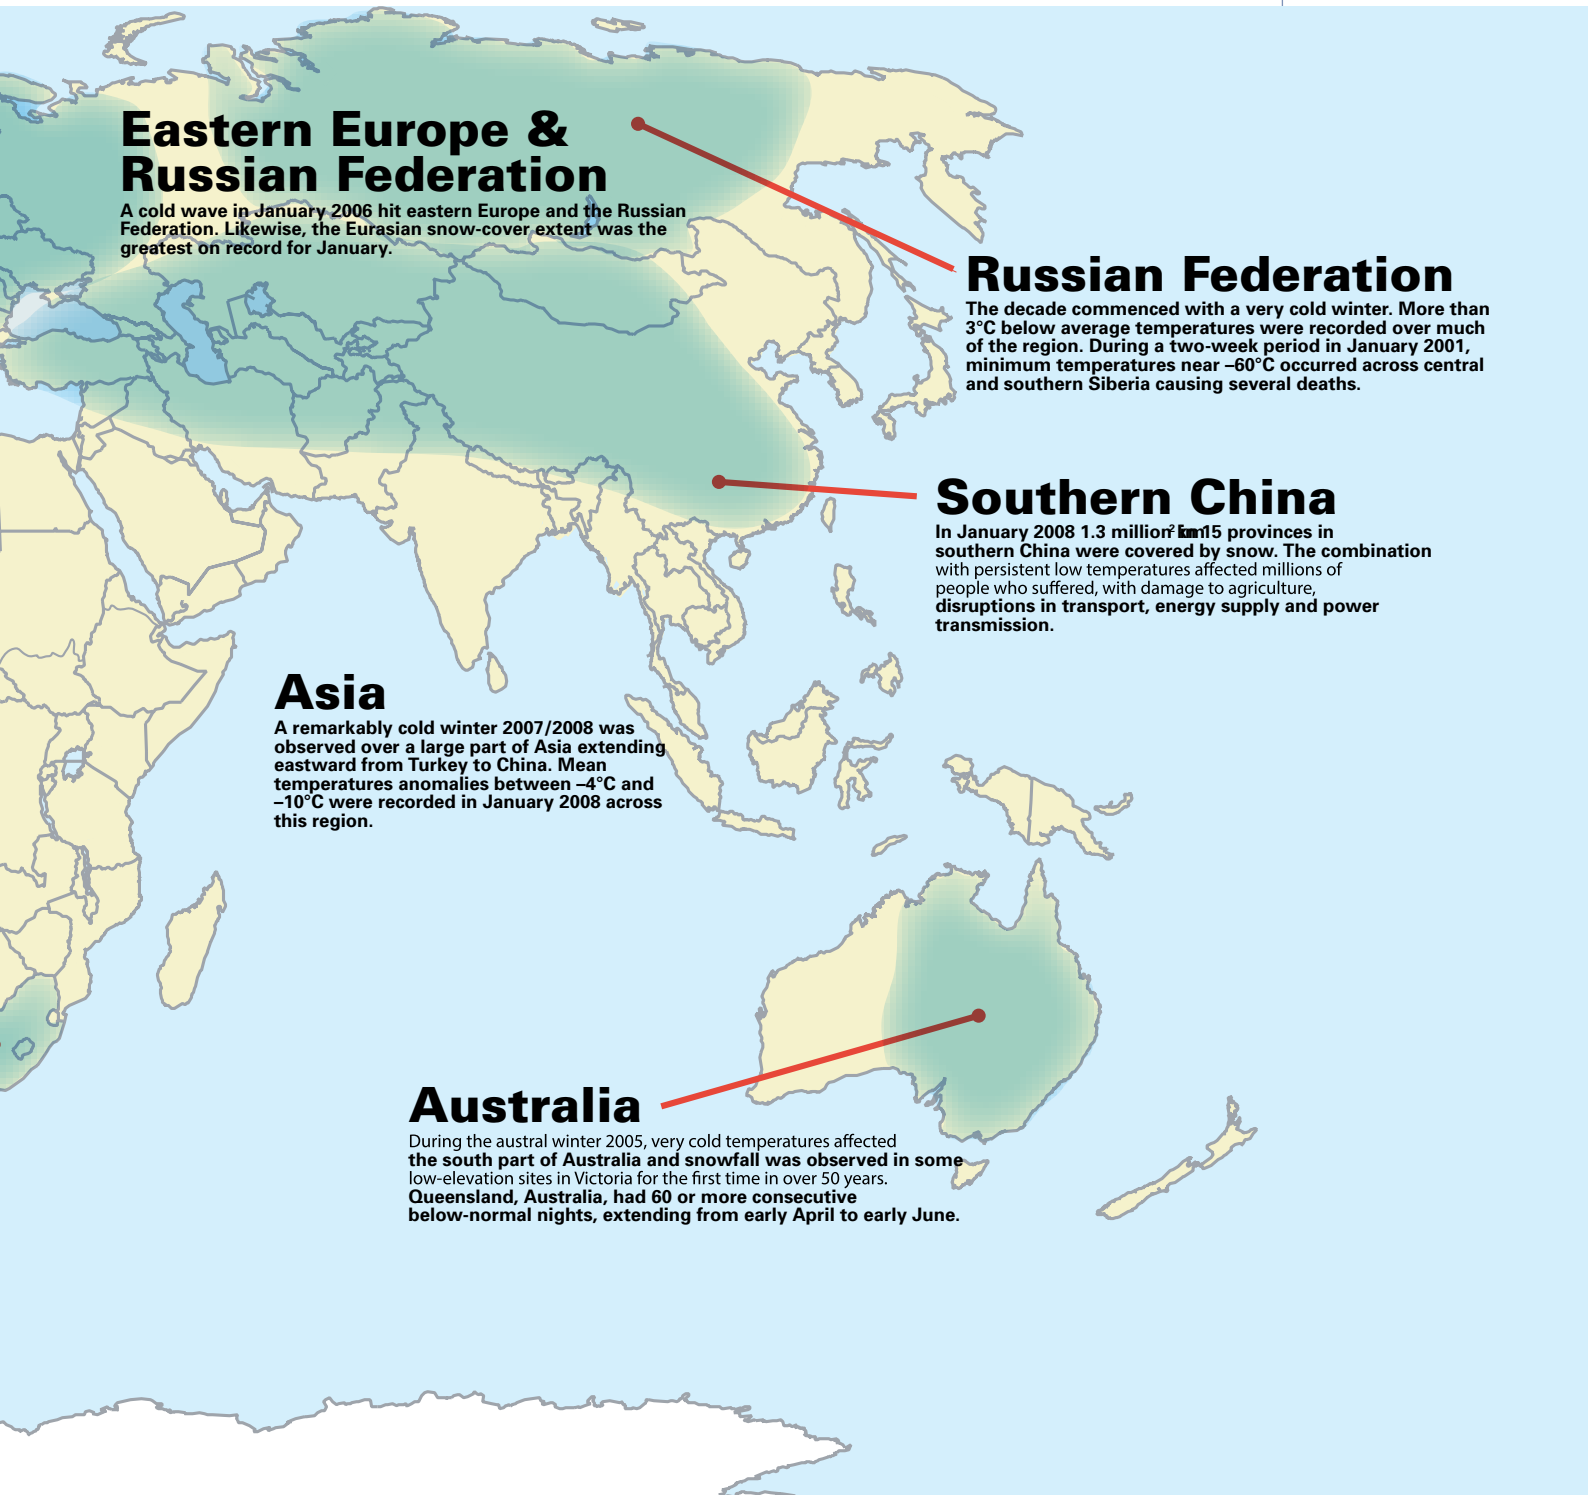 Eastern Europe &
Russian Federation
A cold wave in January 2006 hit eastern Europe and the Russian
Federation. Likewise, the Eurasian snow-cover extent was the
greatest on record for January.
Russian Federation
The decade commenced with a very cold winter. More than
3°C below average temperatures were recorded over much
of the region. During a two-week period in January 2001,
minimum temperatures near –60°C occurred across central
and southern Siberia causing several deaths.
Southern China
In January 2008 1.3 million km² in 15 provinces in
southern China were covered by snow. The combination
with persistent low temperatures affected millions of
people who suffered, with damage to agriculture,
disruptions in transport, energy supply and power
transmission.
Asia
A remarkably cold winter 2007/2008 was
observed over a large part of Asia extending
eastward from Turkey to China. Mean
temperatures anomalies between –4°C and
–10°C were recorded in January 2008 across
this region.
Australia
During the austral winter 2005, very cold temperatures affected
the south part of Australia and snowfall was observed in some
low-elevation sites in Victoria for the first time in over 50 years.
Queensland, Australia, had 60 or more consecutive
below-normal nights, extending from early April to early June.